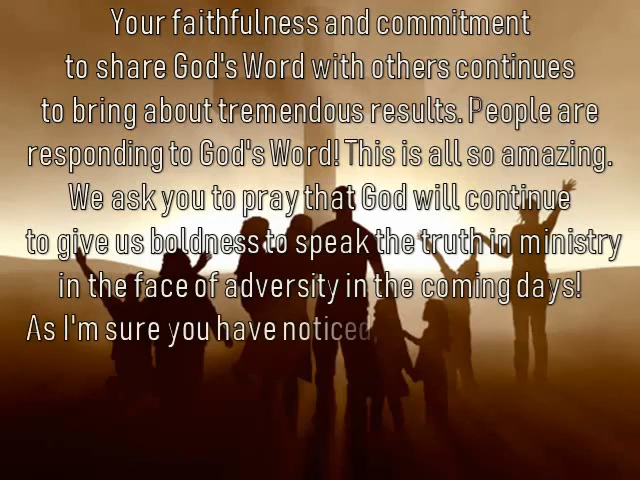 Your faithfulness and commitment
to share God's Word with others continues
to bring about tremendous results. People are
responding to God's Word! This is all so amazing.
We ask you to pray that God will continue
to give us boldness to speak the truth in ministry
in the face of adversity in the coming days!
As I'm sure you have noticed,